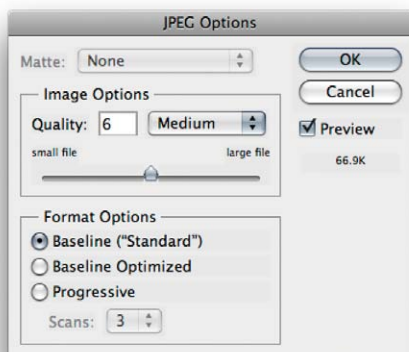 JPEG Options
Matte: None
OK
Cancel
Preview
66.9K
Image Options
Quality: 6 Medium
small file large file
Format Options
Baseline (“Standard”)
Baseline Optimized
Progressive
Scans: 3